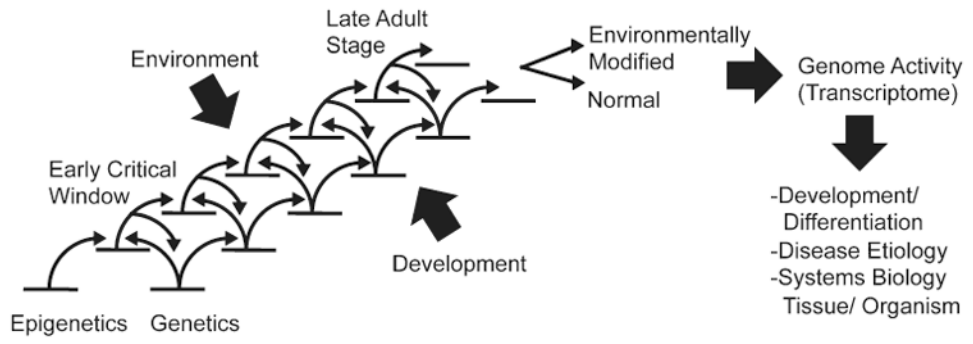 Late Adult
Stage
Environment
Environmentally
Modified
Normal
Genome Activity
(Transcriptome)
Early Critical
Window
-Development/
Differentiation
-Disease Etiology
-Systems Biology
Tissue/ Organism
Development
Epigenetics
Genetics